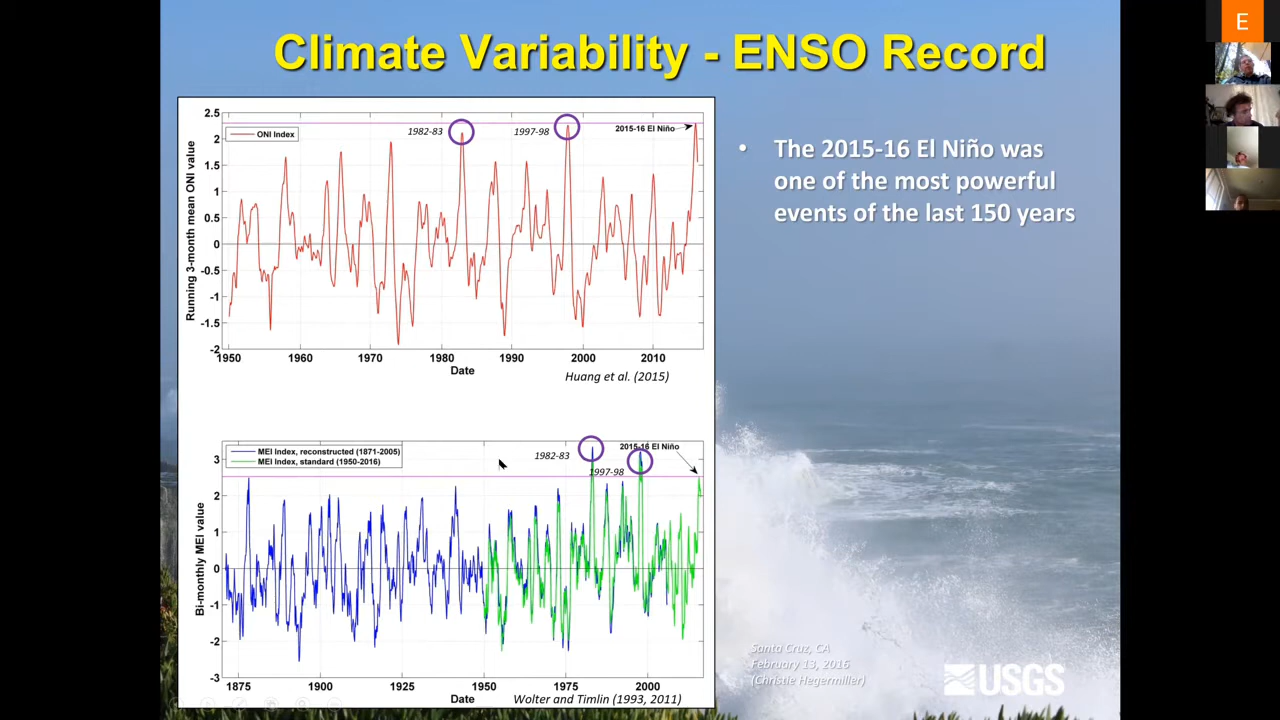 Climate Variability - ENSO Record
E
2.5
2
1.5
1
0.5
0
-0.5
-1
-1.5
-2
Running 3-month mean ONI value
ONI Index
1982-83
1997-98
2015-16 El Niño
1950
1960
1970
1980
1990
2000
2010
Date
Huang et al. (2015)
• The 2015-16 El Niño was
one of the most powerful
events of the last 150 years
3
2
1
0
-1
-2
-3
Bi-monthly MEI value
MEI Index, reconstructed (1871-2005)
MEI Index, standard (1950-2016)
1982-83
1997-98
2015-16 El Niño
1875
1900
1925
1950
1975
2000
Date
Wolter and Timlin (1993, 2011)
Santa Cruz, CA
February 13, 2016
(Christie Hegermiller)
USGS